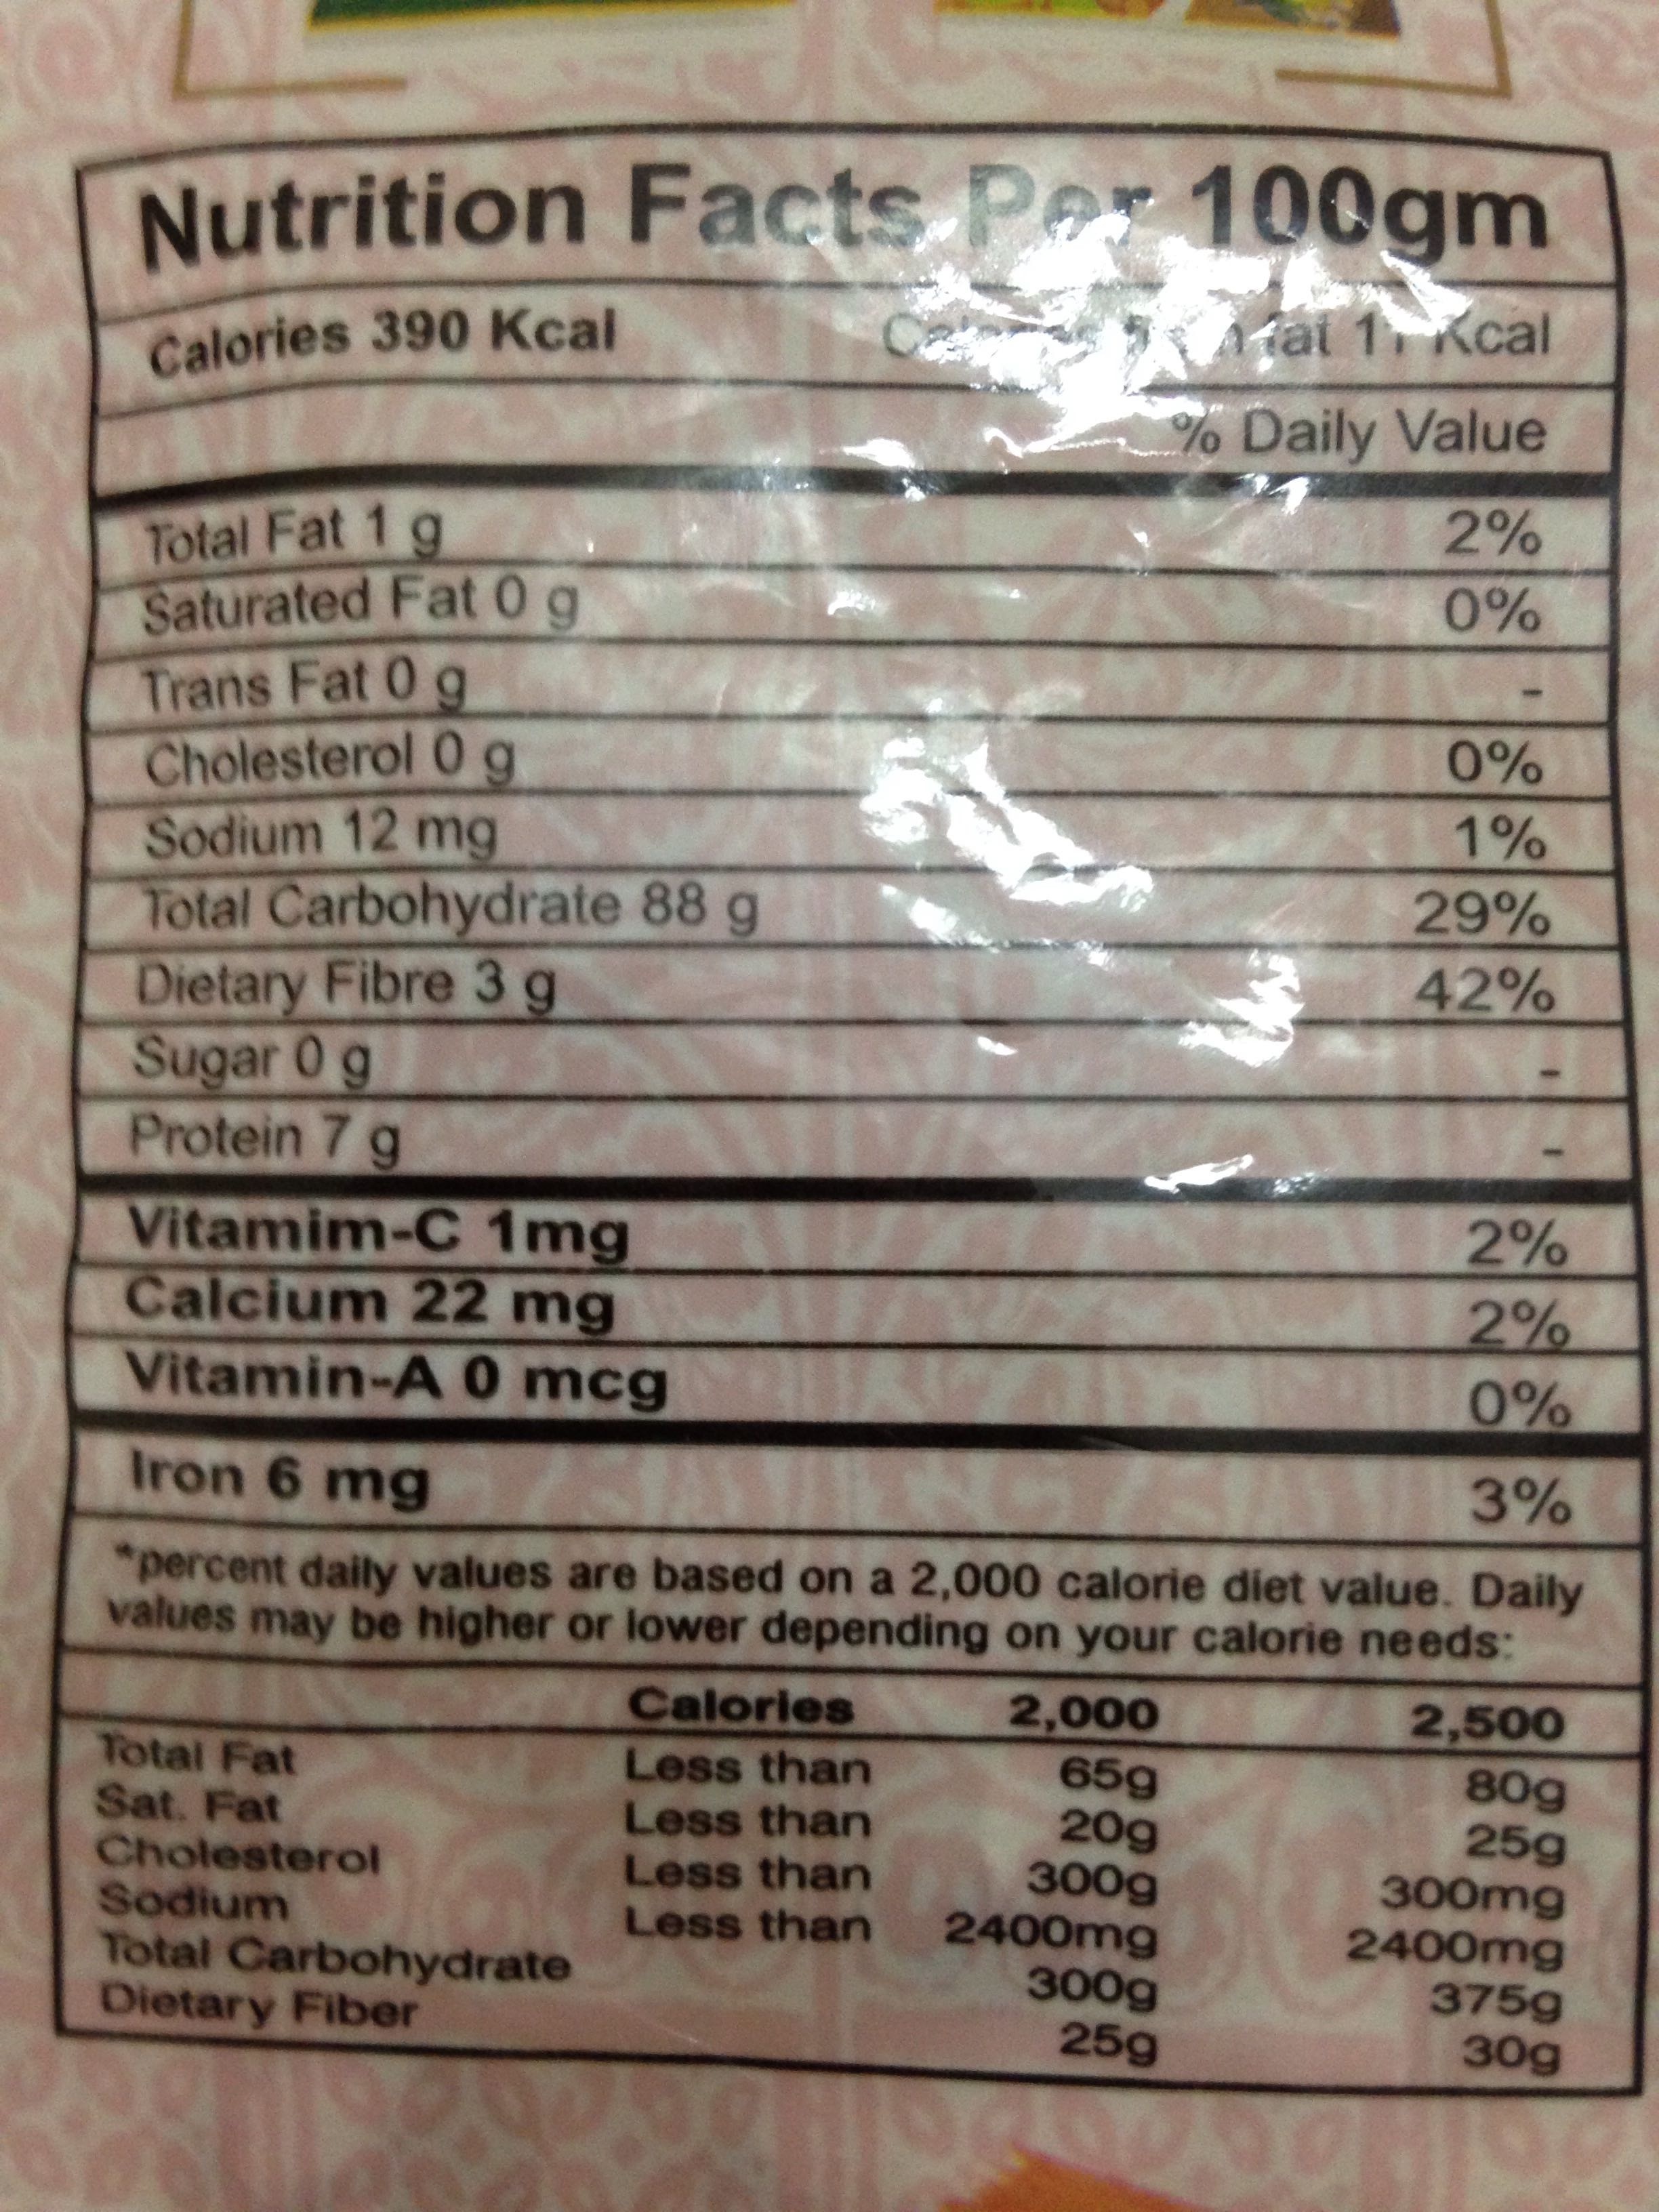 Nutrition Facts Per 100gm
Calories 390 Kcal fat Kcal
% Daily Value
Total Fat 1 g 2%
Saturated Fat 0 g 0%
Trans Fat 0 g -
Cholesterol 0 g 0%
Sodium 12 mg 1%
Total Carbohydrate 88 g 29%
Dietary Fibre 3 g 42%
Sugar 0 g -
Protein 7 g -
Vitamim-C 1mg 2%
Calcium 22 mg 2%
Vitamin-A 0 mcg 0%
Iron 6 mg 3%
*percent daily values are based on a 2,000 calorie diet value. Daily
values may be higher or lower depending on your calorie needs:
Calories 2,000 2,500
Total Fat Less than 65g 80g
Sat. Fat Less than 20g 25g
Cholesterol Less than 300g 300mg
Sodium Less than 2400mg 2400mg
Total Carbohydrate 300g 375g
Dietary Fiber 25g 30g